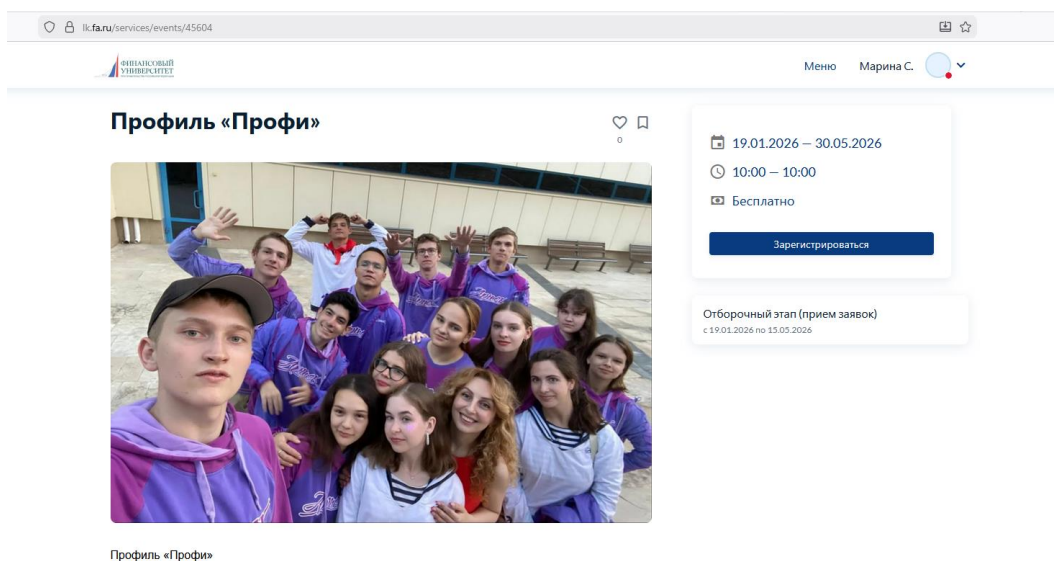 lk.fa.ru/services/events/45604
ФИНАНСОВЫЙ
УНИВЕРСИТЕТ
Меню
Марина С.
Профиль «Профи»
0
19.01.2026 — 30.05.2026
10:00 — 10:00
Бесплатно
Зарегистрироваться
Отборочный этап (прием заявок)
с 19.01.2026 по 15.05.2026
Профиль «Профи»